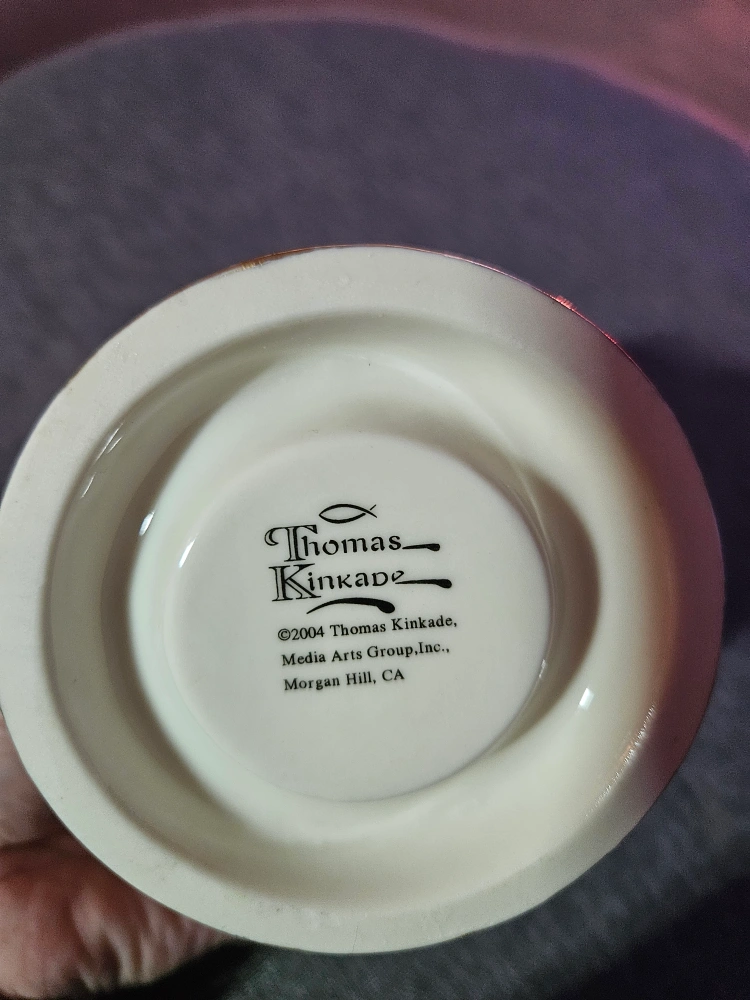 Thomas
Kinkade
©2004 Thomas Kinkade,
Media Arts Group,Inc.,
Morgan Hill, CA